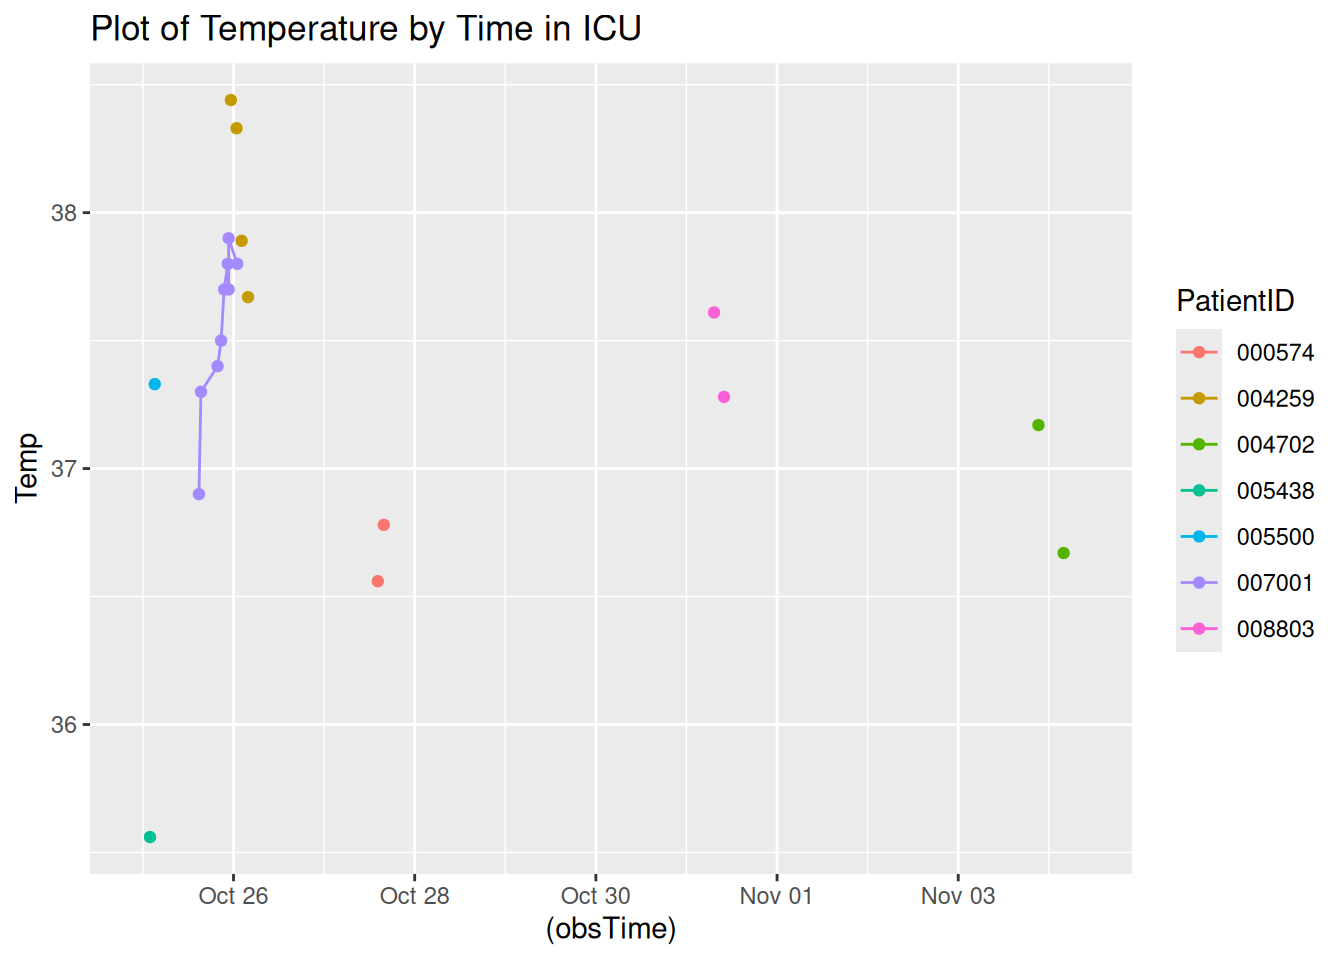 Plot of Temperature by Time in ICU
Temp
38
37
36
Oct 26
Oct 28
Oct 30
Nov 01
Nov 03
(obsTime)
PatientID
000574
004259
004702
005438
005500
007001
008803